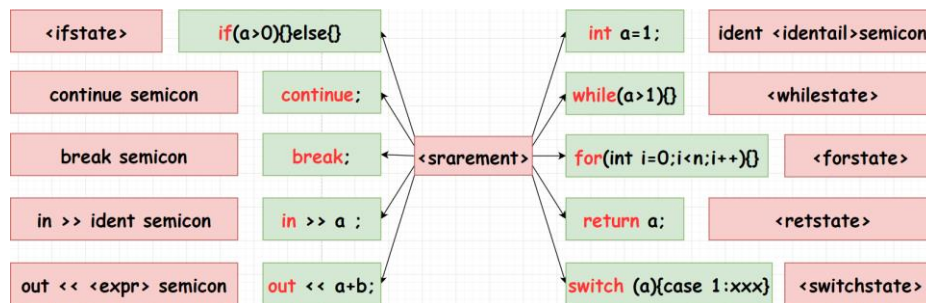 <ifstate> if(a>0){}else{} int a=1; ident <identail>semicon
continue semicon continue; while(a>1){} <whilestate>
break semicon break; <srarement> for(int i=0;i<n;i++){} <forstate>
in >> ident semicon in >> a ; return a; <retstate>
out << <expr> semicon out << a+b; switch (a){case 1:xxx} <switchstate>